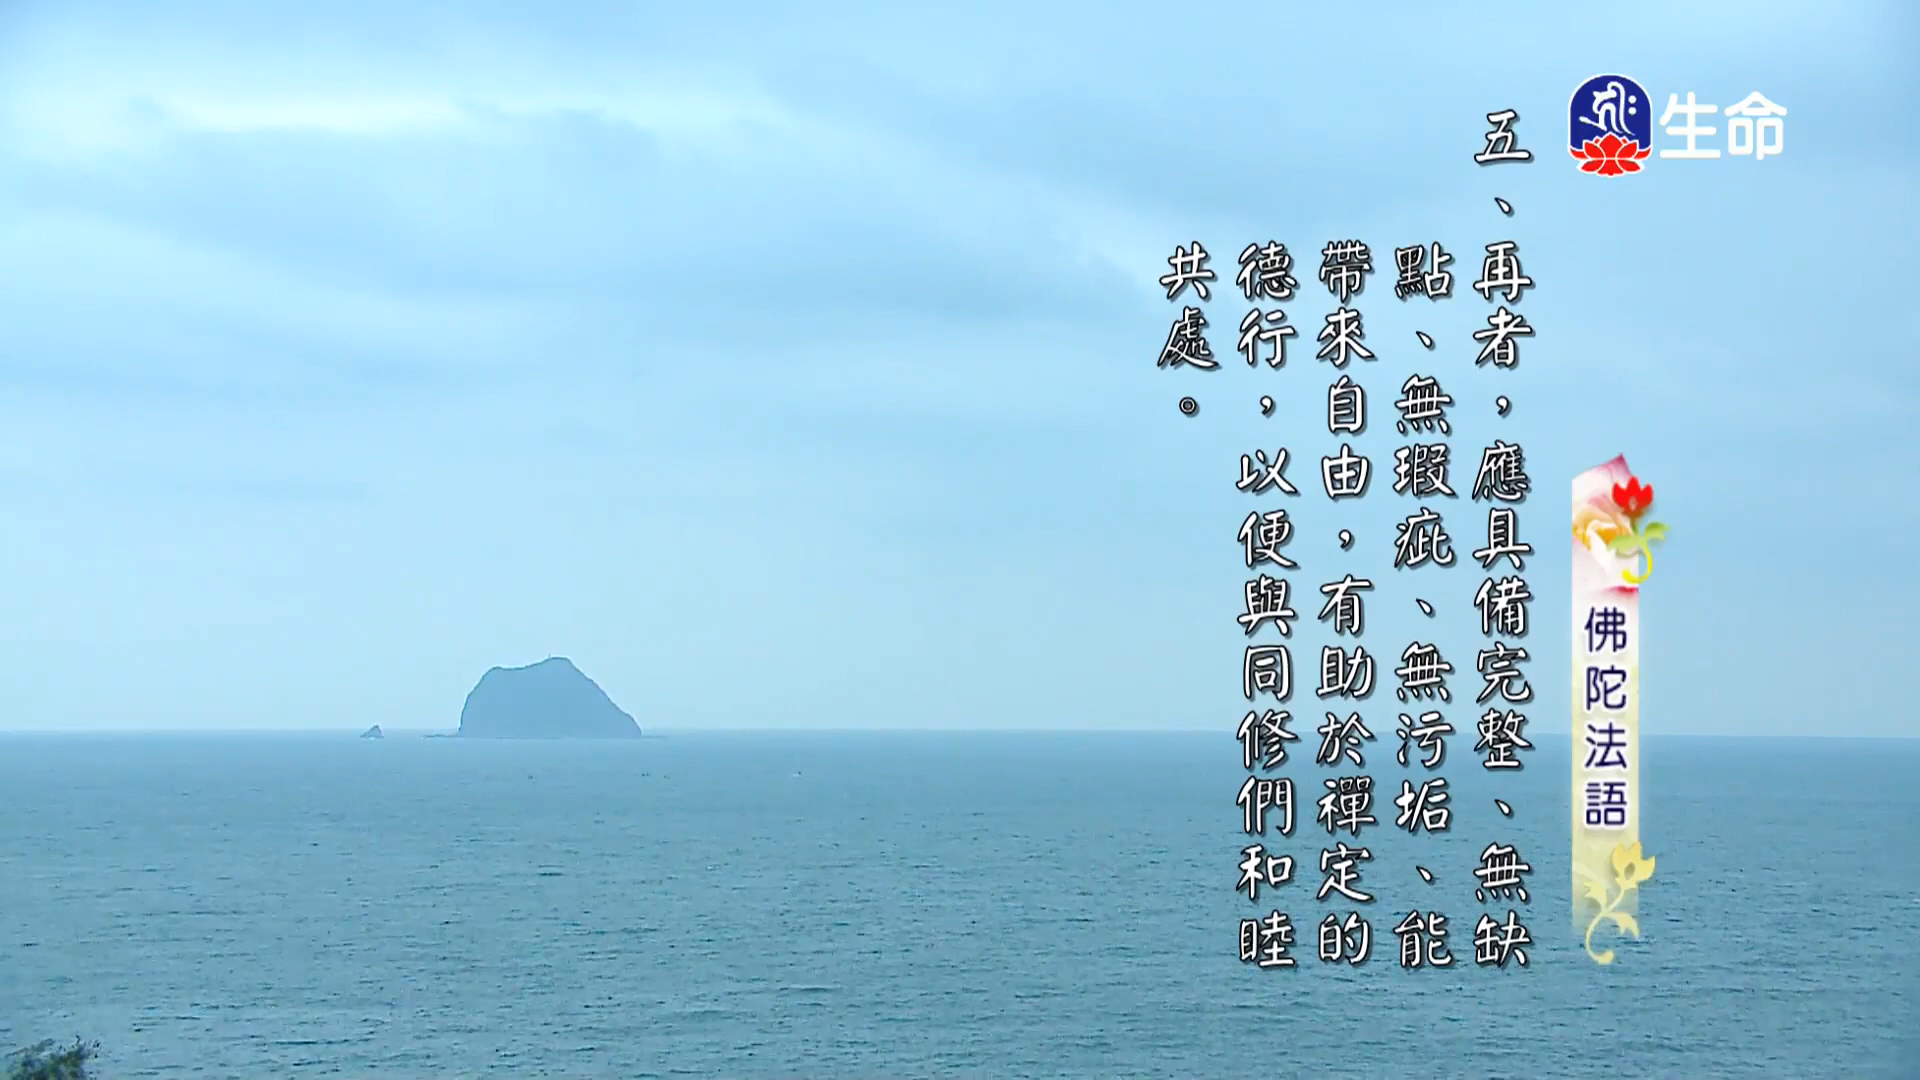 生命
五、再者，應具備完整、無缺
點、無瑕疵、無污垢、能
帶來自由，有助於禪定的
德行，以便與同修們和睦
共處。
佛陀法語